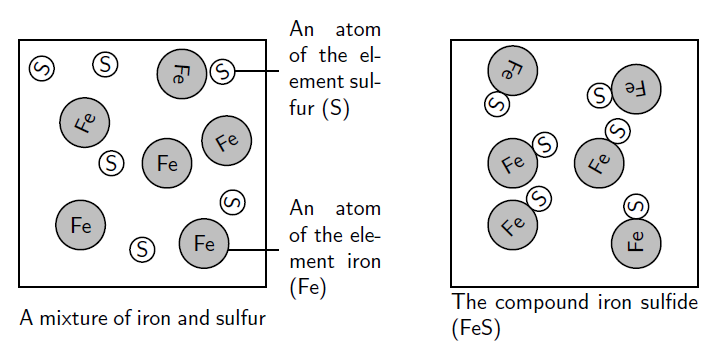 S
S
Fe
S
Fe
Fe
S
Fe
S
Fe
S
Fe
An atom
of the el-
ement sul-
fur (S)
An atom
of the ele-
ment iron
(Fe)
A mixture of iron and sulfur
Fe
S
S
Fe
Fe
S
S
Fe
Fe
S
S
Fe
The compound iron sulfide
(FeS)